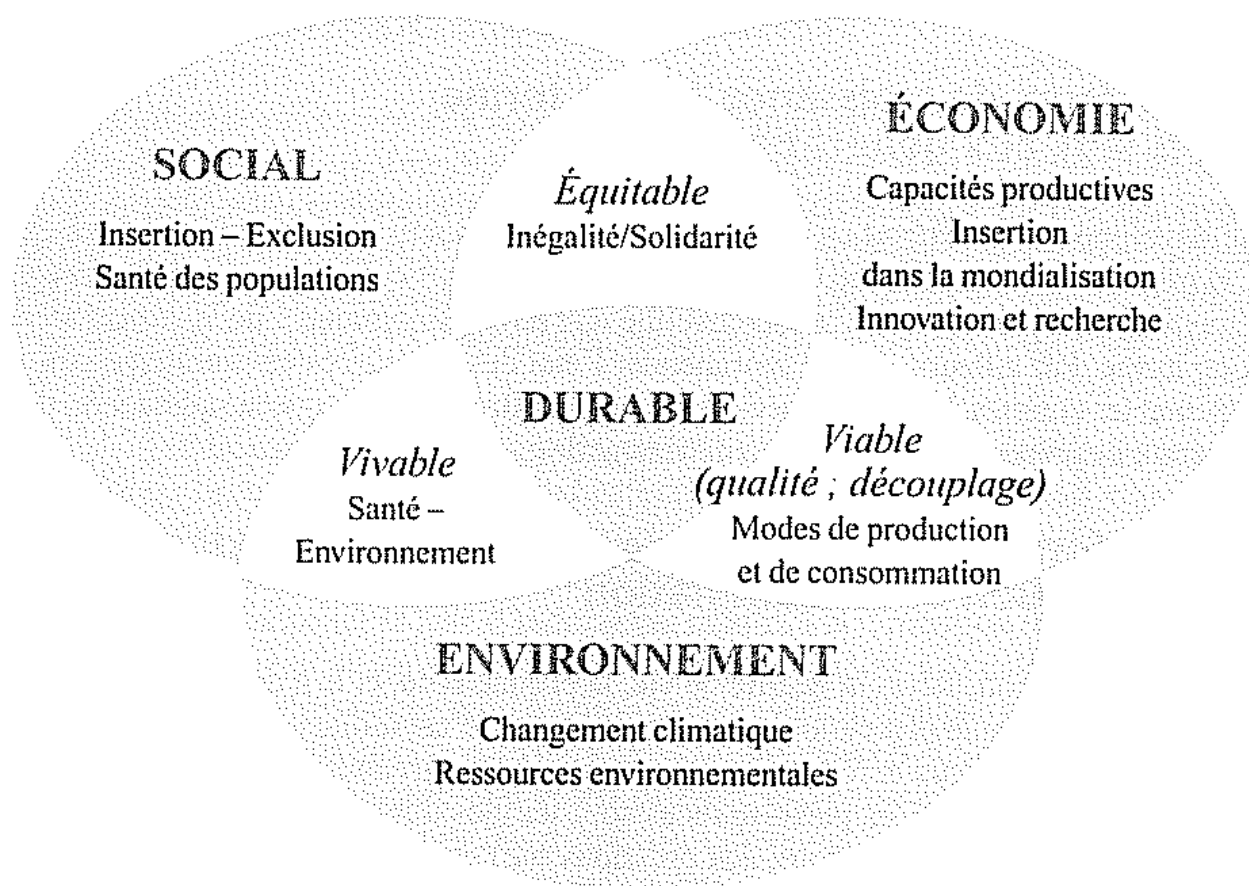 SOCIAL
Insertion – Exclusion
Santé des populations
Équitable
Inégalité/Solidarité
ÉCONOMIE
Capacités productives
Insertion
dans la mondialisation
Innovation et recherche
DURABLE
Vivable
Santé –
Environnement
Viable
(qualité ; découplage)
Modes de production
et de consommation
ENVIRONNEMENT
Changement climatique
Ressources environnementales